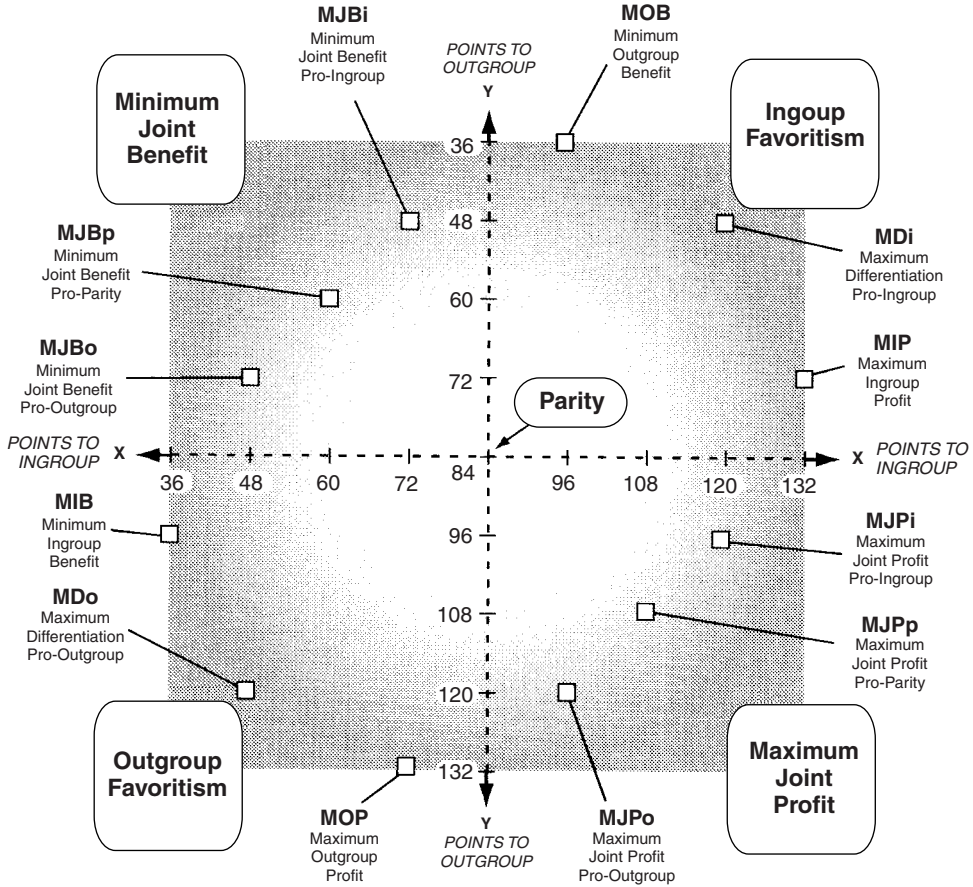 MJBi
Minimum
Joint Benefit
Pro-Ingroup
POINTS TO
OUTGROUP
Y
MOB
Minimum
Outgroup
Benefit
Minimum
Joint
Benefit
Ingoup
Favoritism
36
48
60
72
MJBp
Minimum
Joint Benefit
Pro-Parity
MDi
Maximum
Differentiation
Pro-Ingroup
MJBo
Minimum
Joint Benefit
Pro-Outgroup
MIP
Maximum
Ingroup
Profit
Parity
POINTS TO
INGROUP
X
X
POINTS TO
INGROUP
36
48
60
72
84
96
108
120
132
MIB
Minimum
Ingroup
Benefit
MJPi
Maximum
Joint Profit
Pro-Ingroup
MDo
Maximum
Differentiation
Pro-Outgroup
MJPp
Maximum
Joint Profit
Pro-Parity
96
108
120
132
Outgroup
Favoritism
Maximum
Joint
Profit
MOP
Maximum
Outgroup
Profit
Y
POINTS TO
OUTGROUP
MJPo
Maximum
Joint Profit
Pro-Outgroup